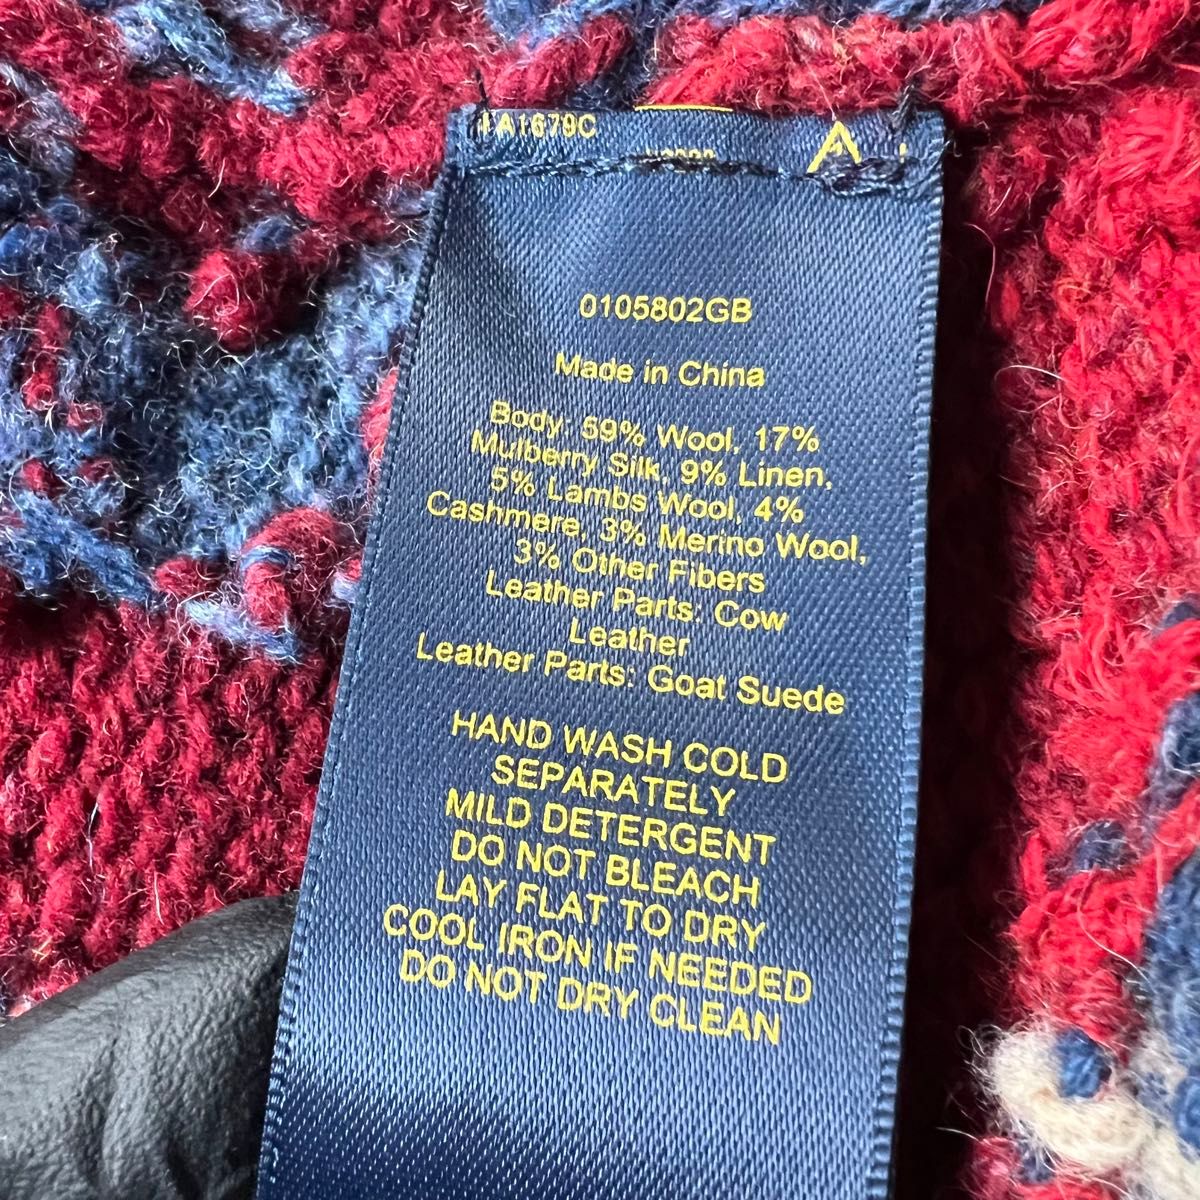 A1679C
0105802GB
Made in China
Body: 59% Wool, 17%
Mulberry Silk, 9% Linen,
5% Lambs Wool, 4%
Cashmere, 3% Merino Wool,
3% Other Fibers
Leather Parts: Cow
Leather
Leather Parts: Goat Suede
HAND WASH COLD
SEPARATELY
MILD DETERGENT
DO NOT BLEACH
LAY FLAT TO DRY
COOL IRON IF NEEDED
DO NOT DRY CLEAN